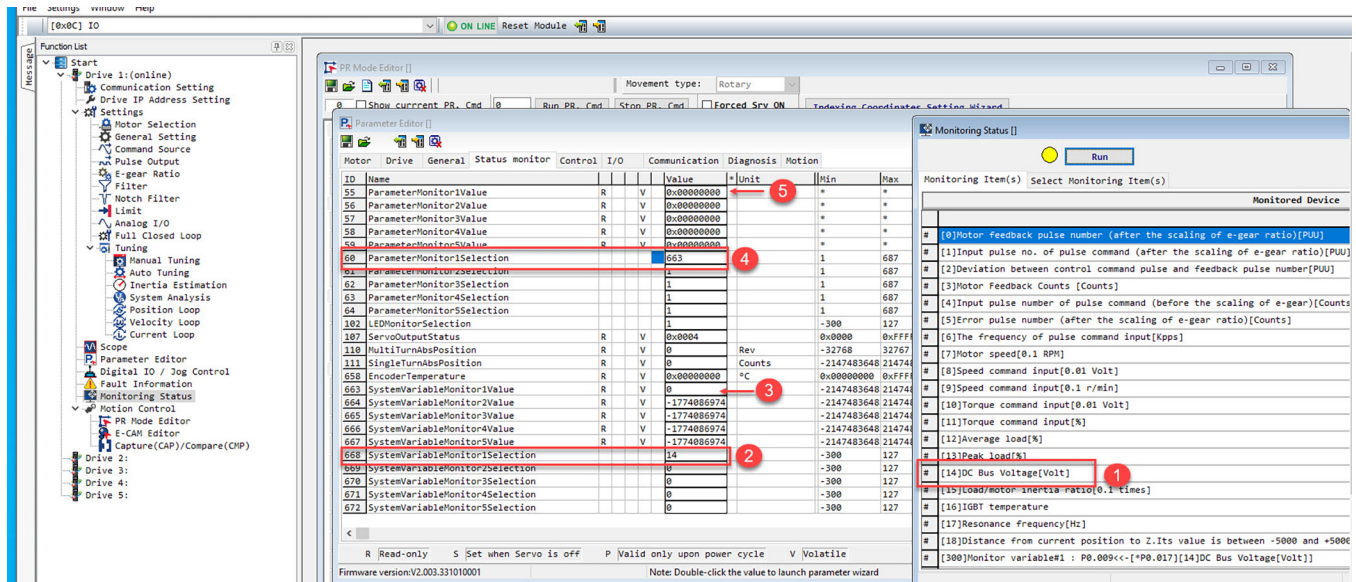 File Settings Window Help
[0x0C] IO
ON LINE Reset Module
Message
Function List
Start
Drive 1:(online)
Communication Setting
Drive IP Address Setting
Settings
Motor Selection
General Setting
Command Source
Pulse Output
E-gear Ratio
Filter
Notch Filter
Limit
Analog I/O
Full Closed Loop
Tuning
Manual Tuning
Auto Tuning
Inertia Estimation
System Analysis
Position Loop
Velocity Loop
Current Loop
Scope
Parameter Editor
Digital IO / Jog Control
Fault Information
Monitoring Status
Motion Control
PR Mode Editor
E-CAM Editor
Capture(CAP)/Compare(CMP)
Drive 2:
Drive 3:
Drive 4:
Drive 5:
PR Mode Editor []
Movement type: Rotary
0 Show currrent PR. Cmd 0 Run PR. Cmd Stop PR. Cmd Forced Srv ON Indexing Coordinates Setting Wizard
Parameter Editor []
Motor Drive General Status monitor Control I/O Communication Diagnosis Motion
ID Name Value * Unit Min Max
55 ParameterMonitor1Value R V 0x00000000 * *
5
56 ParameterMonitor2Value R V 0x00000000 * *
57 ParameterMonitor3Value R V 0x00000000 * *
58 ParameterMonitor4Value R V 0x00000000 * *
59 ParameterMonitor5Value R V 0x00000000 * *
60 ParameterMonitor1Selection 663 1 687
4
61 ParameterMonitor2Selection 1 1 687
62 ParameterMonitor3Selection 1 1 687
63 ParameterMonitor4Selection 1 1 687
64 ParameterMonitor5Selection 1 1 687
102 LEDMonitorSelection 1 -300 127
107 ServoOutputStatus R V 0x0004 0x0000 0xFFF
110 MultiTurnAbsPosition R V 0 Rev -32768 32767
111 SingleTurnAbsPosition R V 0 Counts -2147483648 21474
658 EncoderTemperature R V 0x00000000 °C 0x00000000 0xFFF
663 SystemVariableMonitor1Value R V 0 -2147483648 21474
3
664 SystemVariableMonitor2Value R V -1774086974 -2147483648 21474
665 SystemVariableMonitor3Value R V -1774086974 -2147483648 21474
666 SystemVariableMonitor4Value R V -1774086974 -2147483648 21474
667 SystemVariableMonitor5Value R V -1774086974 -2147483648 21474
668 SystemVariableMonitor1Selection 14 -300 127
2
669 SystemVariableMonitor2Selection 0 -300 127
670 SystemVariableMonitor3Selection 0 -300 127
671 SystemVariableMonitor4Selection 0 -300 127
672 SystemVariableMonitor5Selection 0 -300 127
R Read-only S Set when Servo is off P Valid only upon power cycle V Volatile
Firmware version:V2.003.331010001 Note: Double-click the value to launch parameter wizard
Monitoring Status []
Run
Monitoring Item(s) Select Monitoring Item(s)
Monitored Device
# [0]Motor feedback pulse number (after the scaling of e-gear ratio)[PUU]
# [1]Input pulse no. of pulse command (after the scaling of e-gear ratio)[PUU]
# [2]Deviation between control command pulse and feedback pulse number[PUU]
# [3]Motor Feedback Counts [Counts]
# [4]Input pulse number of pulse command (before the scaling of e-gear)[Counts
# [5]Error pulse number (after the scaling of e-gear ratio)[Counts]
# [6]The frequency of pulse command input[Kpps]
# [7]Motor speed[0.1 RPM]
# [8]Speed command input[0.01 Volt]
# [9]Speed command input[0.1 r/min]
# [10]Torque command input[0.01 Volt]
# [11]Torque command input[%]
# [12]Average load[%]
# [13]Peak load[%]
# [14]DC Bus Voltage[Volt]
1
# [15]Load/motor inertia ratio[0.1 times]
# [16]IGBT temperature
# [17]Resonance frequency[Hz]
# [18]Distance from current position to Z.Its value is between -5000 and +5000
# [300]Monitor variable#1 : P0.009<<-[*P0.017][14]DC Bus Voltage[Volt]]